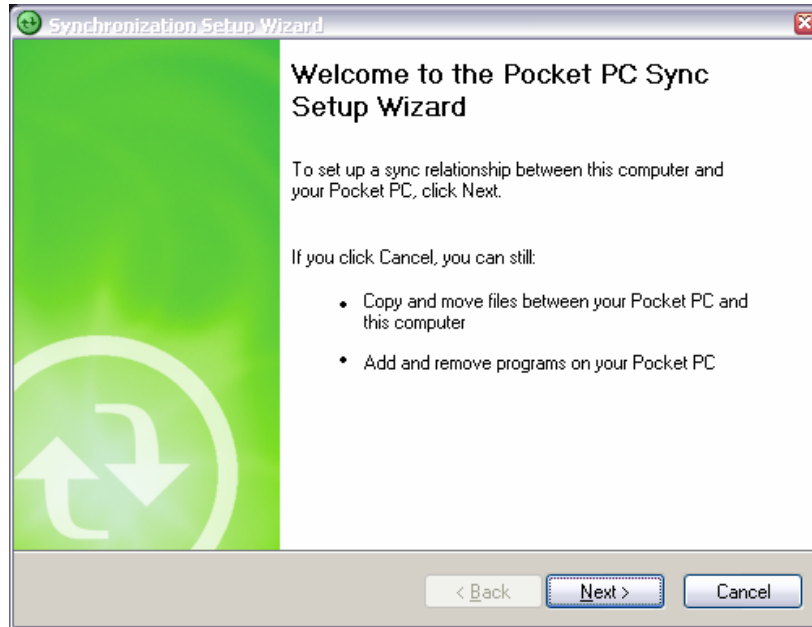 Synchronization Setup Wizard
Welcome to the Pocket PC Sync
Setup Wizard
To set up a sync relationship between this computer and
your Pocket PC, click Next.
If you click Cancel, you can still:
• Copy and move files between your Pocket PC and
this computer
• Add and remove programs on your Pocket PC
< Back Next > Cancel